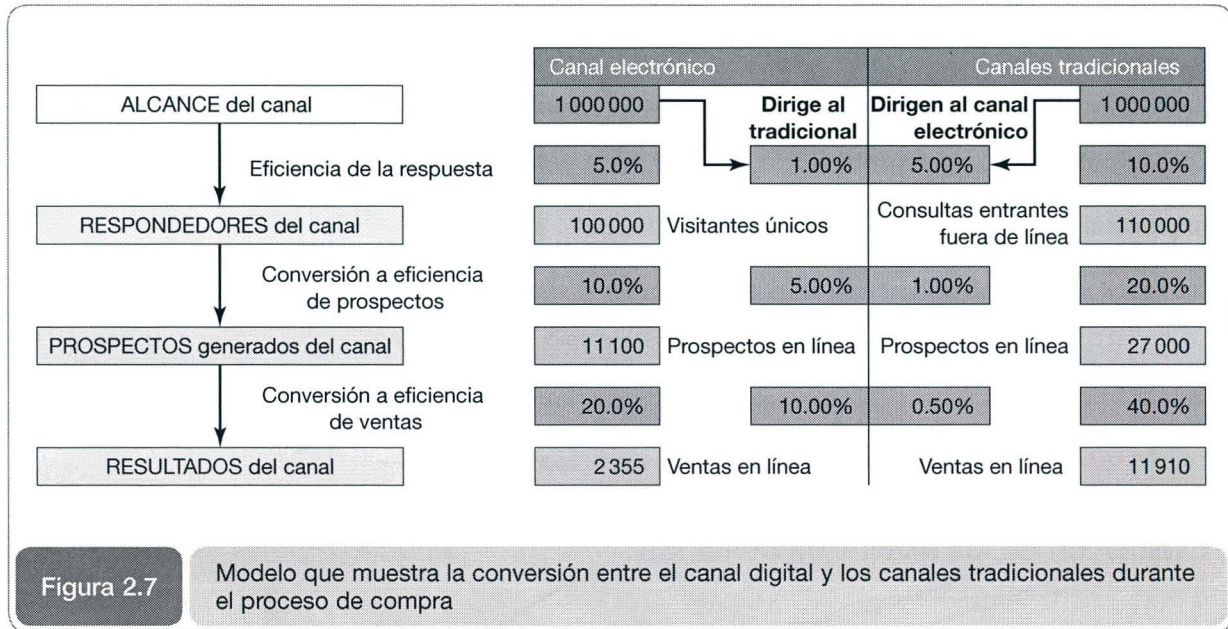 Canal electrónico Canales tradicionales
ALCANCE del canal 1 000 000 Dirige al Dirigen al canal 1 000 000
tradicional electrónico
Eficiencia de la respuesta 5.0% 1.00% 5.00% 10.0%
RESPONDEDORES del canal 100 000 Visitantes únicos Consultas entrantes 110 000
fuera de línea
Conversión a eficiencia 10.0% 5.00% 1.00% 20.0%
de prospectos
PROSPECTOS generados del canal 11 100 Prospectos en línea Prospectos en línea 27 000
Conversión a eficiencia 20.0% 10.00% 0.50% 40.0%
de ventas
RESULTADOS del canal 2 355 Ventas en línea Ventas en línea 11 910
Figura 2.7 Modelo que muestra la conversión entre el canal digital y los canales tradicionales durante
el proceso de compra